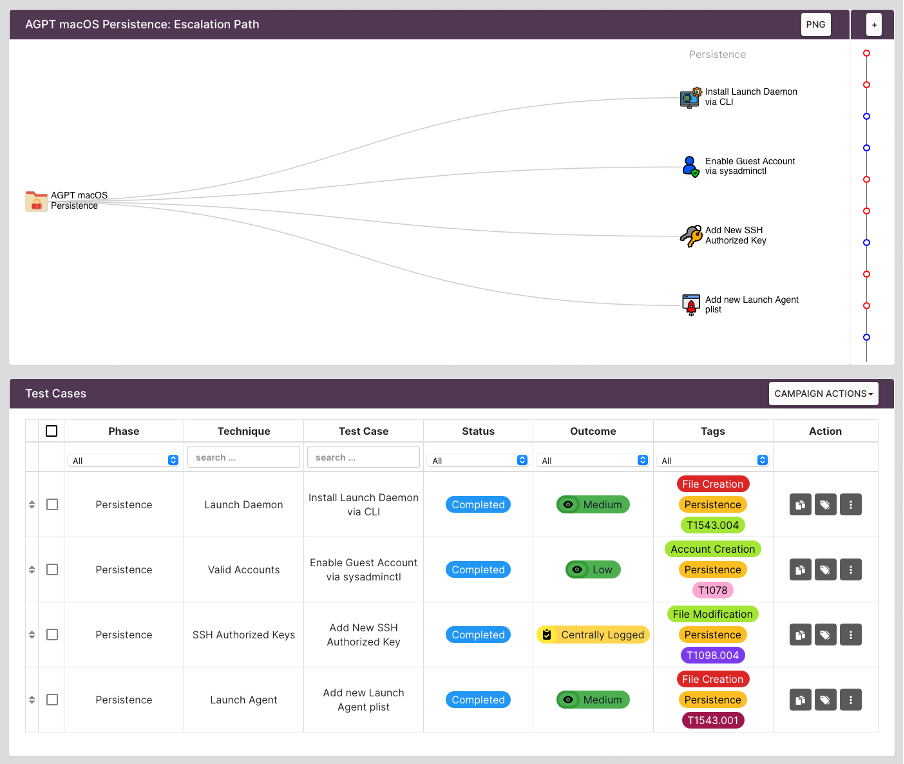 AGPT macOS Persistence: Escalation Path
PNG
+
Persistence
Install Launch Daemon
via CLI
Enable Guest Account
via sysadminctl
AGPT macOS
Persistence
Add New SSH
Authorized Key
Add new Launch Agent
plist
Test Cases
CAMPAIGN ACTIONS
Phase Technique Test Case Status Outcome Tags Action
All search ... search ... All All All
Persistence Launch Daemon Install Launch Daemon
via CLI Completed Medium File Creation
Persistence
T1543.004
Persistence Valid Accounts Enable Guest Account
via sysadminctl Completed Low Account Creation
Persistence
T1078
Persistence SSH Authorized Keys Add New SSH
Authorized Key Completed Centrally Logged File Modification
Persistence
T1098.004
Persistence Launch Agent Add new Launch
Agent plist Completed Medium File Creation
Persistence
T1543.001